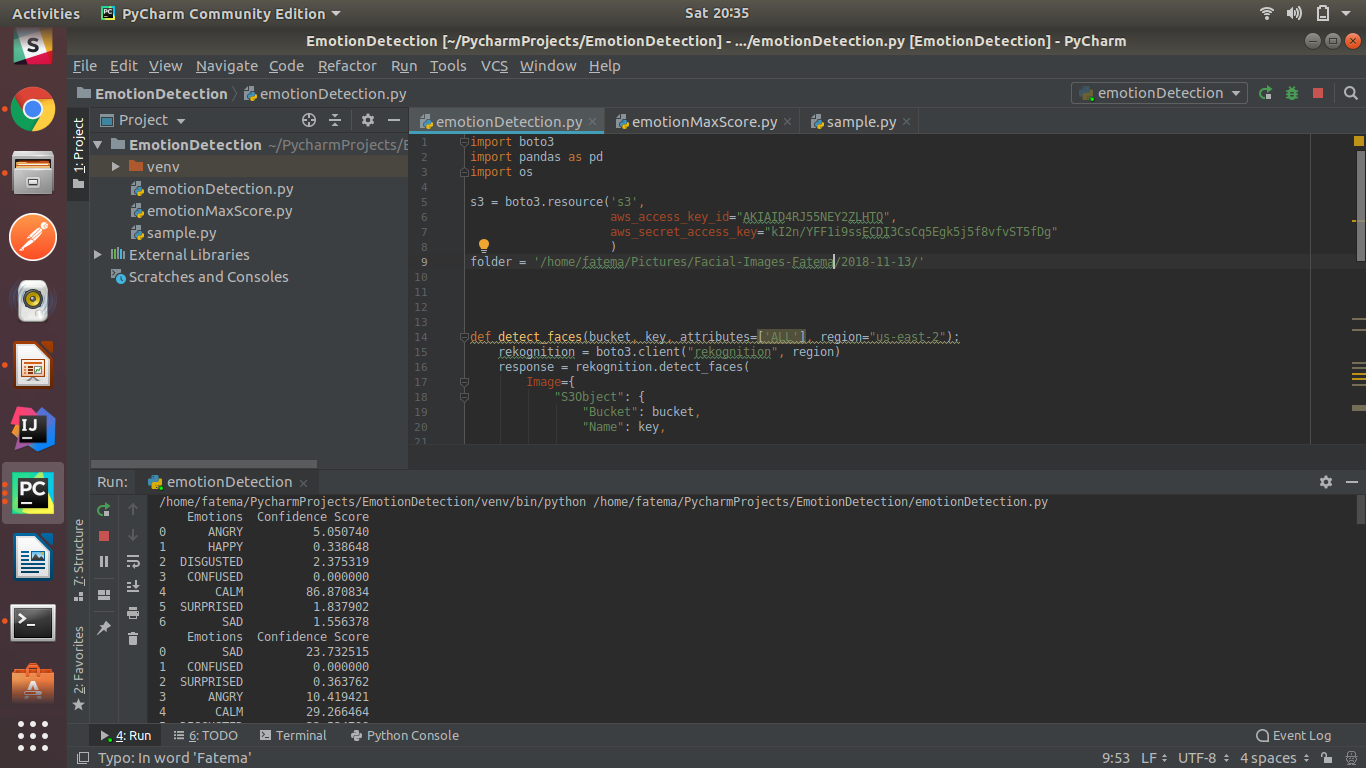 Activities PyCharm Community Edition Sat 20:35
EmotionDetection [~/PycharmProjects/EmotionDetection] - .../emotionDetection.py [EmotionDetection] - PyCharm
File Edit View Navigate Code Refactor Run Tools VCS Window Help
EmotionDetection emotionDetection.py emotionDetection
1: Project
Project
EmotionDetection ~/PycharmProjects/E
venv
emotionDetection.py
emotionMaxScore.py
sample.py
External Libraries
Scratches and Consoles
emotionDetection.py emotionMaxScore.py sample.py
1 import boto3
2 import pandas as pd
3 import os
4
5 s3 = boto3.resource('s3',
6 aws_access_key_id="AKIAID4RJ55NEY2ZLHTQ",
7 aws_secret_access_key="kI2n/YFF1i9ssECDI3CsCq5Egk5j5f8vfvST5fDg"
8 )
9 folder = '/home/fatema/Pictures/Facial-Images-Fatema/2018-11-13/'
10
11
12
13
14 def detect_faces(bucket, key, attributes=['ALL'], region="us-east-2"):
15 rekognition = boto3.client("rekognition", region)
16 response = rekognition.detect_faces(
17 Image={
18 "S3Object": {
19 "Bucket": bucket,
20 "Name": key,
21
Run: emotionDetection
7: Structure
2: Favorites
/home/fatema/PycharmProjects/EmotionDetection/venv/bin/python /home/fatema/PycharmProjects/EmotionDetection/emotionDetection.py
Emotions Confidence Score
0 ANGRY 5.050740
1 HAPPY 0.338648
2 DISGUSTED 2.375319
3 CONFUSED 0.000000
4 CALM 86.870834
5 SURPRISED 1.837902
6 SAD 1.556378
Emotions Confidence Score
0 SAD 23.732515
1 CONFUSED 0.000000
2 SURPRISED 0.363762
3 ANGRY 10.419421
4 CALM 29.266464
4: Run 6: TODO Terminal Python Console Event Log
Typo: In word 'Fatema' 9:53 LF UTF-8 4 spaces